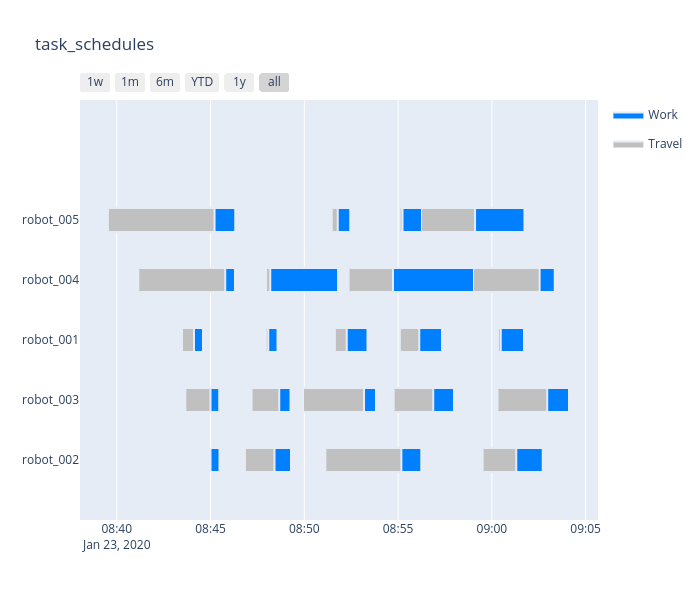 task_schedules
1w 1m 6m YTD 1y all
Work
Travel
robot_005
robot_004
robot_001
robot_003
robot_002
08:40 08:45 08:50 08:55 09:00 09:05
Jan 23, 2020